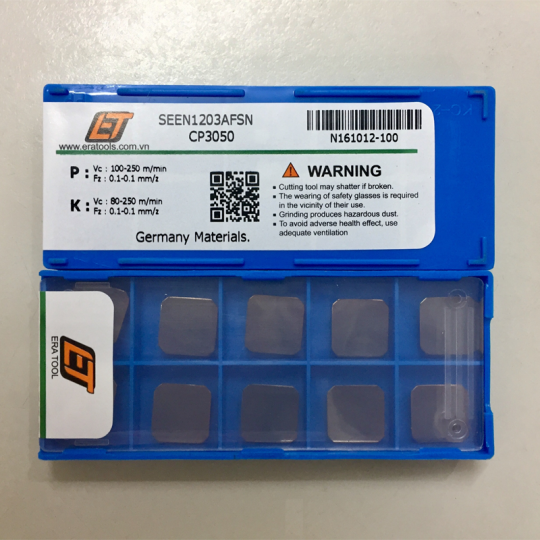 ET
www.eratools.com.vn
SEEN1203AFSN
CP3050
N161012-100
P : Vc : 100-250 m/min
Fz : 0.1-0.1 mm/z
K : Vc : 80-250 m/min
Fz : 0.1-0.1 mm/z
Germany Materials.
WARNING
▪ Cutting tool may shatter if broken.
▪ The wearing of safety glasses is required
in the vicinity of their use.
▪ Grinding produces hazardous dust.
▪ To avoid adverse health effect, use
adequate ventilation
ET
ERA TOOL